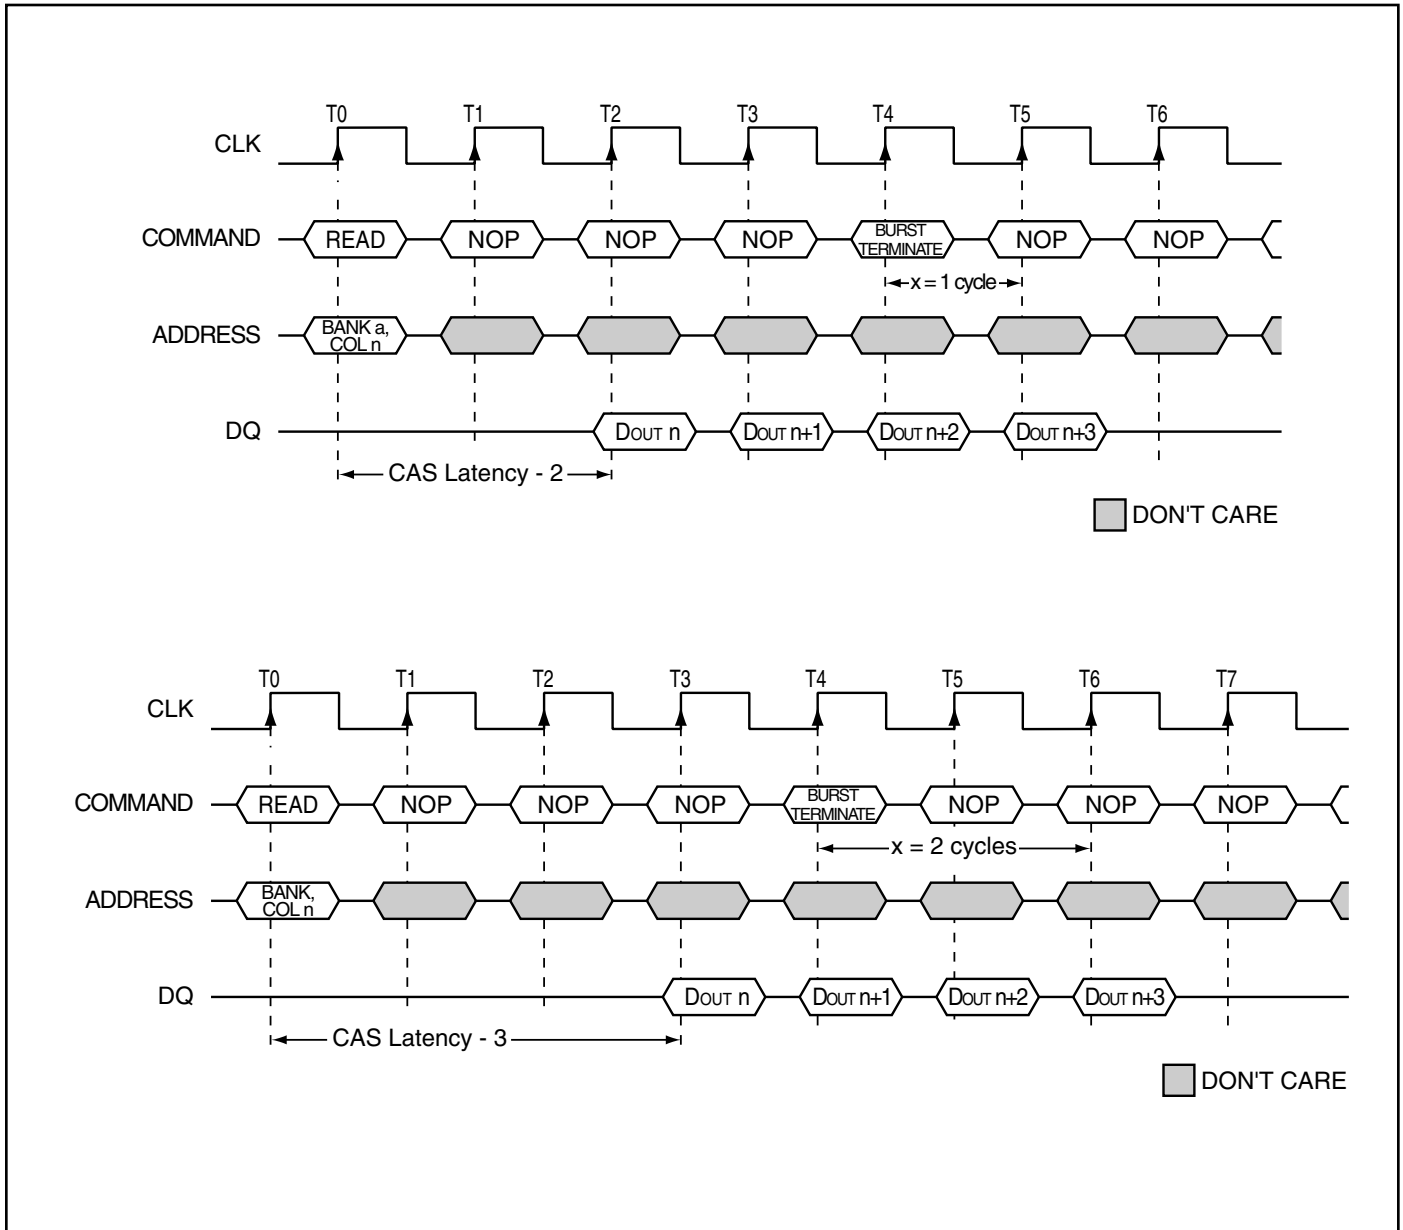 T0 T1 T2 T3 T4 T5 T6
CLK
COMMAND READ NOP NOP NOP BURST TERMINATE NOP NOP
x = 1 cycle
ADDRESS BANK a, COL n
DQ DOUT n DOUT n+1 DOUT n+2 DOUT n+3
CAS Latency - 2
DON'T CARE
T0 T1 T2 T3 T4 T5 T6 T7
CLK
COMMAND READ NOP NOP NOP BURST TERMINATE NOP NOP NOP
x = 2 cycles
ADDRESS BANK, COL n
DQ DOUT n DOUT n+1 DOUT n+2 DOUT n+3
CAS Latency - 3
DON'T CARE